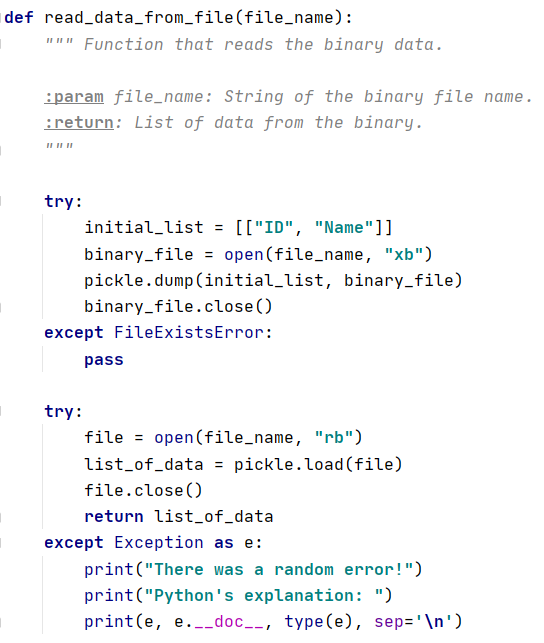 def read_data_from_file(file_name):
    """ Function that reads the binary data.
    :param file_name: String of the binary file name.
    :return: List of data from the binary.
    """
    try:
        initial_list = [["ID", "Name"]]
        binary_file = open(file_name, "xb")
        pickle.dump(initial_list, binary_file)
        binary_file.close()
    except FileExistsError:
        pass
    try:
        file = open(file_name, "rb")
        list_of_data = pickle.load(file)
        file.close()
        return list_of_data
    except Exception as e:
        print("There was a random error!")
        print("Python's explanation: ")
        print(e, e.__doc__, type(e), sep='\n')